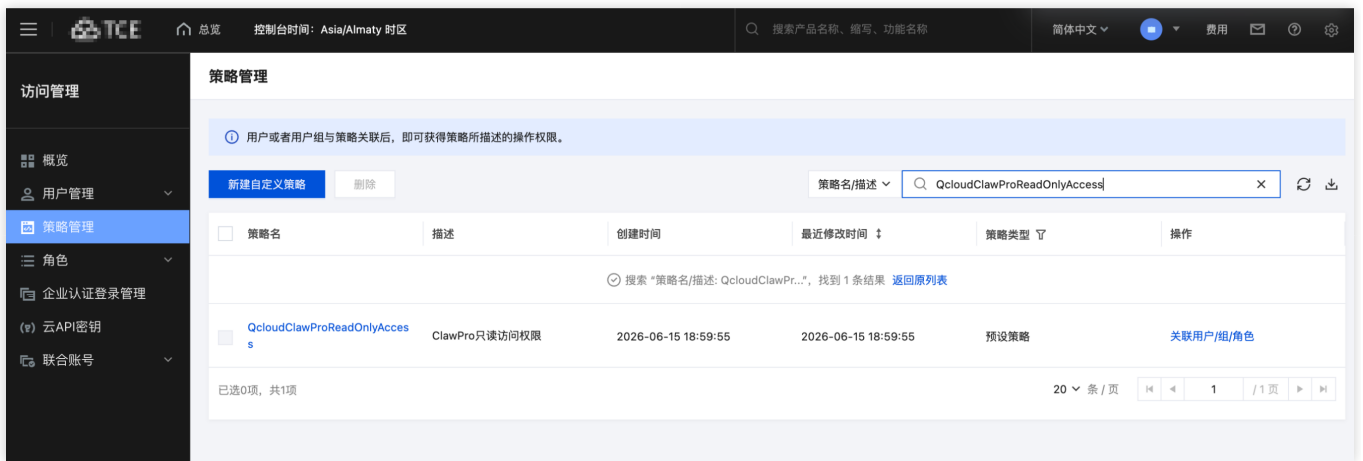 TCE 总览 控制台时间：Asia/Almaty 时区 搜索产品名称、缩写、功能名称 简体中文 费用
访问管理
概览
用户管理
策略管理
角色
企业认证登录管理
云API密钥
联合账号
策略管理
用户或者用户组与策略关联后，即可获得策略所描述的操作权限。
新建自定义策略 删除 策略名/描述 QcloudClawProReadOnlyAccess
策略名 描述 创建时间 最近修改时间 策略类型 操作
搜索 “策略名/描述: QcloudClawPr...”，找到 1 条结果 返回原列表
QcloudClawProReadOnlyAcces
s ClawPro只读访问权限 2026-06-15 18:59:55 2026-06-15 18:59:55 预设策略 关联用户/组/角色
已选0项，共1项 20 条 / 页 1 / 1 页